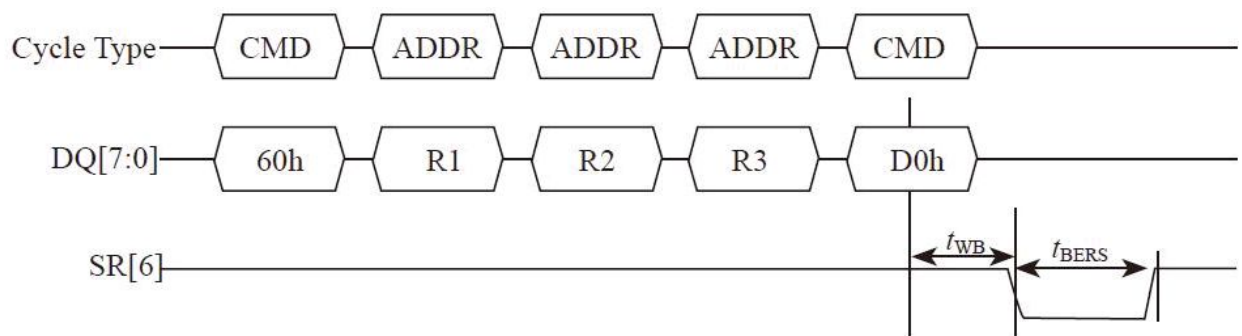 Cycle Type CMD ADDR ADDR ADDR CMD
DQ[7:0] 60h R1 R2 R3 D0h
tWB tBERS
SR[6]